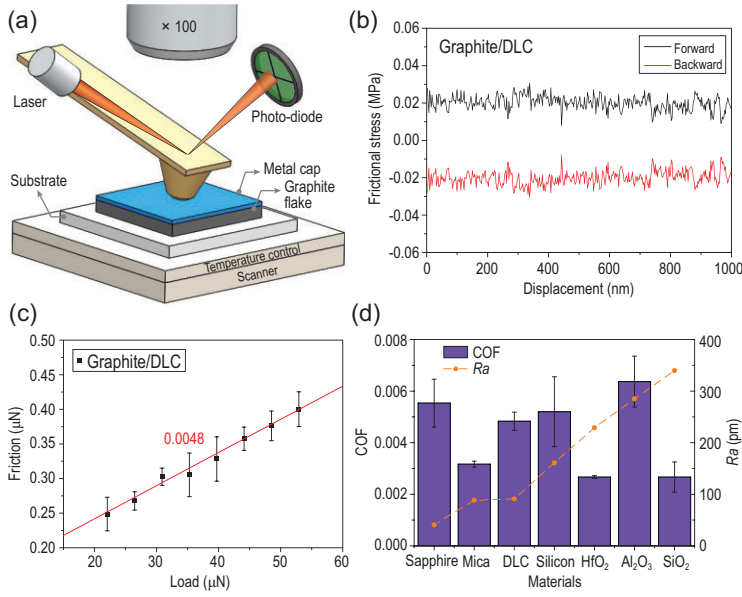 (a)
× 100
Laser
Photo-diode
Metal cap
Graphite
flake
Substrate
Temperature control
Scanner
(b)
Graphite/DLC
Forward
Backward
Frictional stress (MPa)
0.06
0.04
0.02
0.00
-0.02
-0.04
-0.06
0
200
400
600
800
1000
Displacement (nm)
(c)
Graphite/DLC
0.0048
Friction (μN)
0.50
0.45
0.40
0.35
0.30
0.25
0.20
20
30
40
50
60
Load (μN)
(d)
COF
Ra
COF
0.008
0.006
0.004
0.002
0.000
400
300
200
100
0
Ra (pm)
Sapphire
Mica
DLC
Silicon
HfO₂
Al₂O₃
SiO₂
Materials